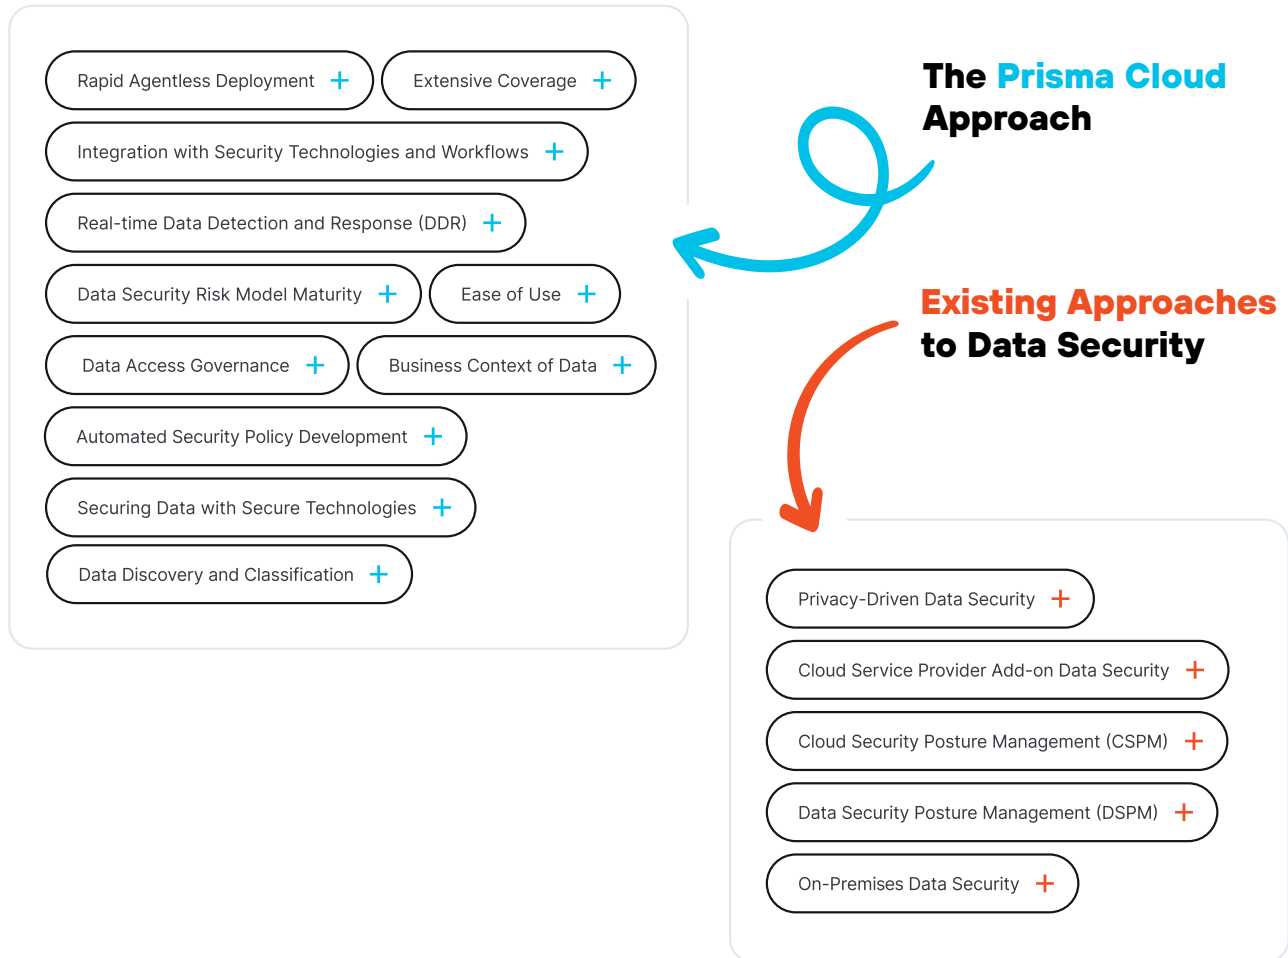 Rapid Agentless Deployment +
Extensive Coverage +
Integration with Security Technologies and Workflows +
Real-time Data Detection and Response (DDR) +
Data Security Risk Model Maturity +
Ease of Use +
Data Access Governance +
Business Context of Data +
Automated Security Policy Development +
Securing Data with Secure Technologies +
Data Discovery and Classification +
The Prisma Cloud
Approach
Existing Approaches
to Data Security
Privacy-Driven Data Security +
Cloud Service Provider Add-on Data Security +
Cloud Security Posture Management (CSPM) +
Data Security Posture Management (DSPM) +
On-Premises Data Security +